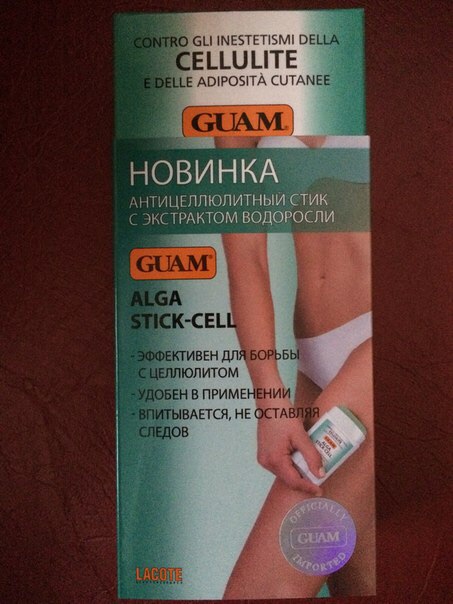 CONTRO GLI INESTETISMI DELLA
CELLULITE
E DELLE ADIPOSITÀ CUTANEE
GUAM
НОВИНКА
АНТИЦЕЛЛЮЛИТНЫЙ СТИК
С ЭКСТРАКТОМ ВОДОРОСЛИ
GUAM
ALGA
STICK-CELL
- ЭФФЕКТИВЕН ДЛЯ БОРЬБЫ
С ЦЕЛЛЮЛИТОМ
- УДОБЕН В ПРИМЕНЕНИИ
- ВПИТЫВАЕТСЯ, НЕ ОСТАВЛЯЯ
СЛЕДОВ
OFFICIALLY
GUAM
IMPORTED
LACOTE